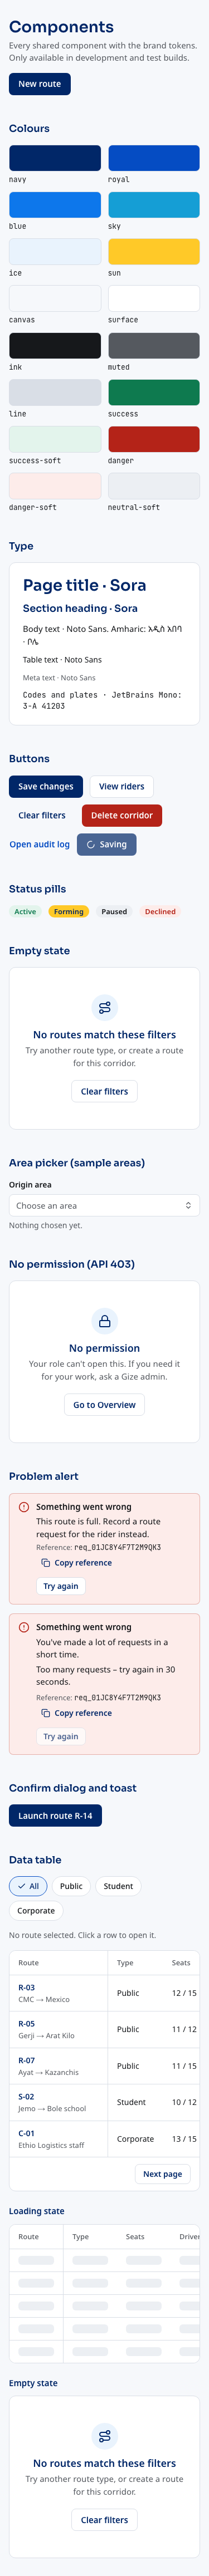 Components
Every shared component with the brand tokens.
Only available in development and test builds.
New route
Colours
navy
royal
blue
sky
ice
sun
canvas
surface
ink
muted
line
success
success-soft
danger
danger-soft
neutral-soft
Type
Page title · Sora
Section heading · Sora
Body text · Noto Sans. Amharic: አዲስ አበባ
· ቦሌ
Table text · Noto Sans
Meta text · Noto Sans
Codes and plates · JetBrains Mono:
3-A 41203
Buttons
Save changes
View riders
Clear filters
Delete corridor
Open audit log
Saving
Status pills
Active
Forming
Paused
Declined
Empty state
No routes match these filters
Try another route type, or create a route
for this corridor.
Clear filters
Area picker (sample areas)
Origin area
Choose an area
Nothing chosen yet.
No permission (API 403)
No permission
Your role can't open this. If you need it
for your work, ask a Gize admin.
Go to Overview
Problem alert
Something went wrong
This route is full. Record a route
request for the rider instead.
Reference: req_01JC8Y4F7T2M9QK3
Copy reference
Try again
Something went wrong
You've made a lot of requests in a
short time.
Too many requests – try again in 30
seconds.
Reference: req_01JC8Y4F7T2M9QK3
Copy reference
Try again
Confirm dialog and toast
Launch route R-14
Data table
All
Public
Student
Corporate
No route selected. Click a row to open it.
Route
Type
Seats
R-03
CMC → Mexico
Public
12 / 15
R-05
Gerji → Arat Kilo
Public
11 / 12
R-07
Ayat → Kazanchis
Public
11 / 15
S-02
Jemo → Bole school
Student
10 / 12
C-01
Ethio Logistics staff
Corporate
13 / 15
Next page
Loading state
Route
Type
Seats
Driver
Empty state
No routes match these filters
Try another route type, or create a route
for this corridor.
Clear filters